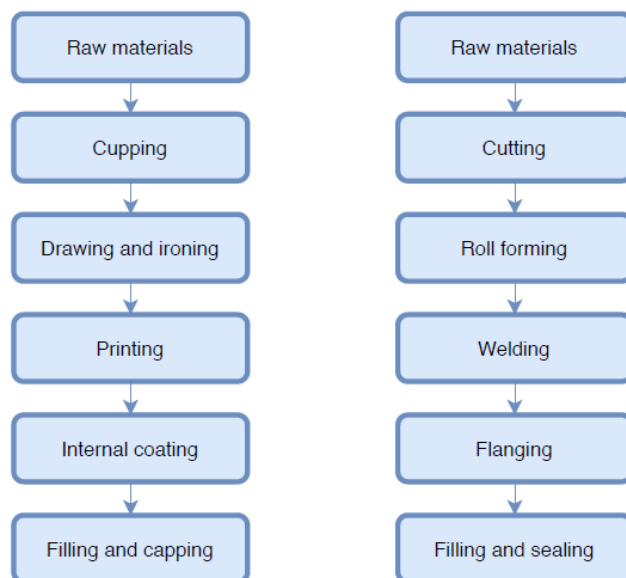 Raw materials
Cupping
Drawing and ironing
Printing
Internal coating
Filling and capping
Raw materials
Cutting
Roll forming
Welding
Flanging
Filling and sealing